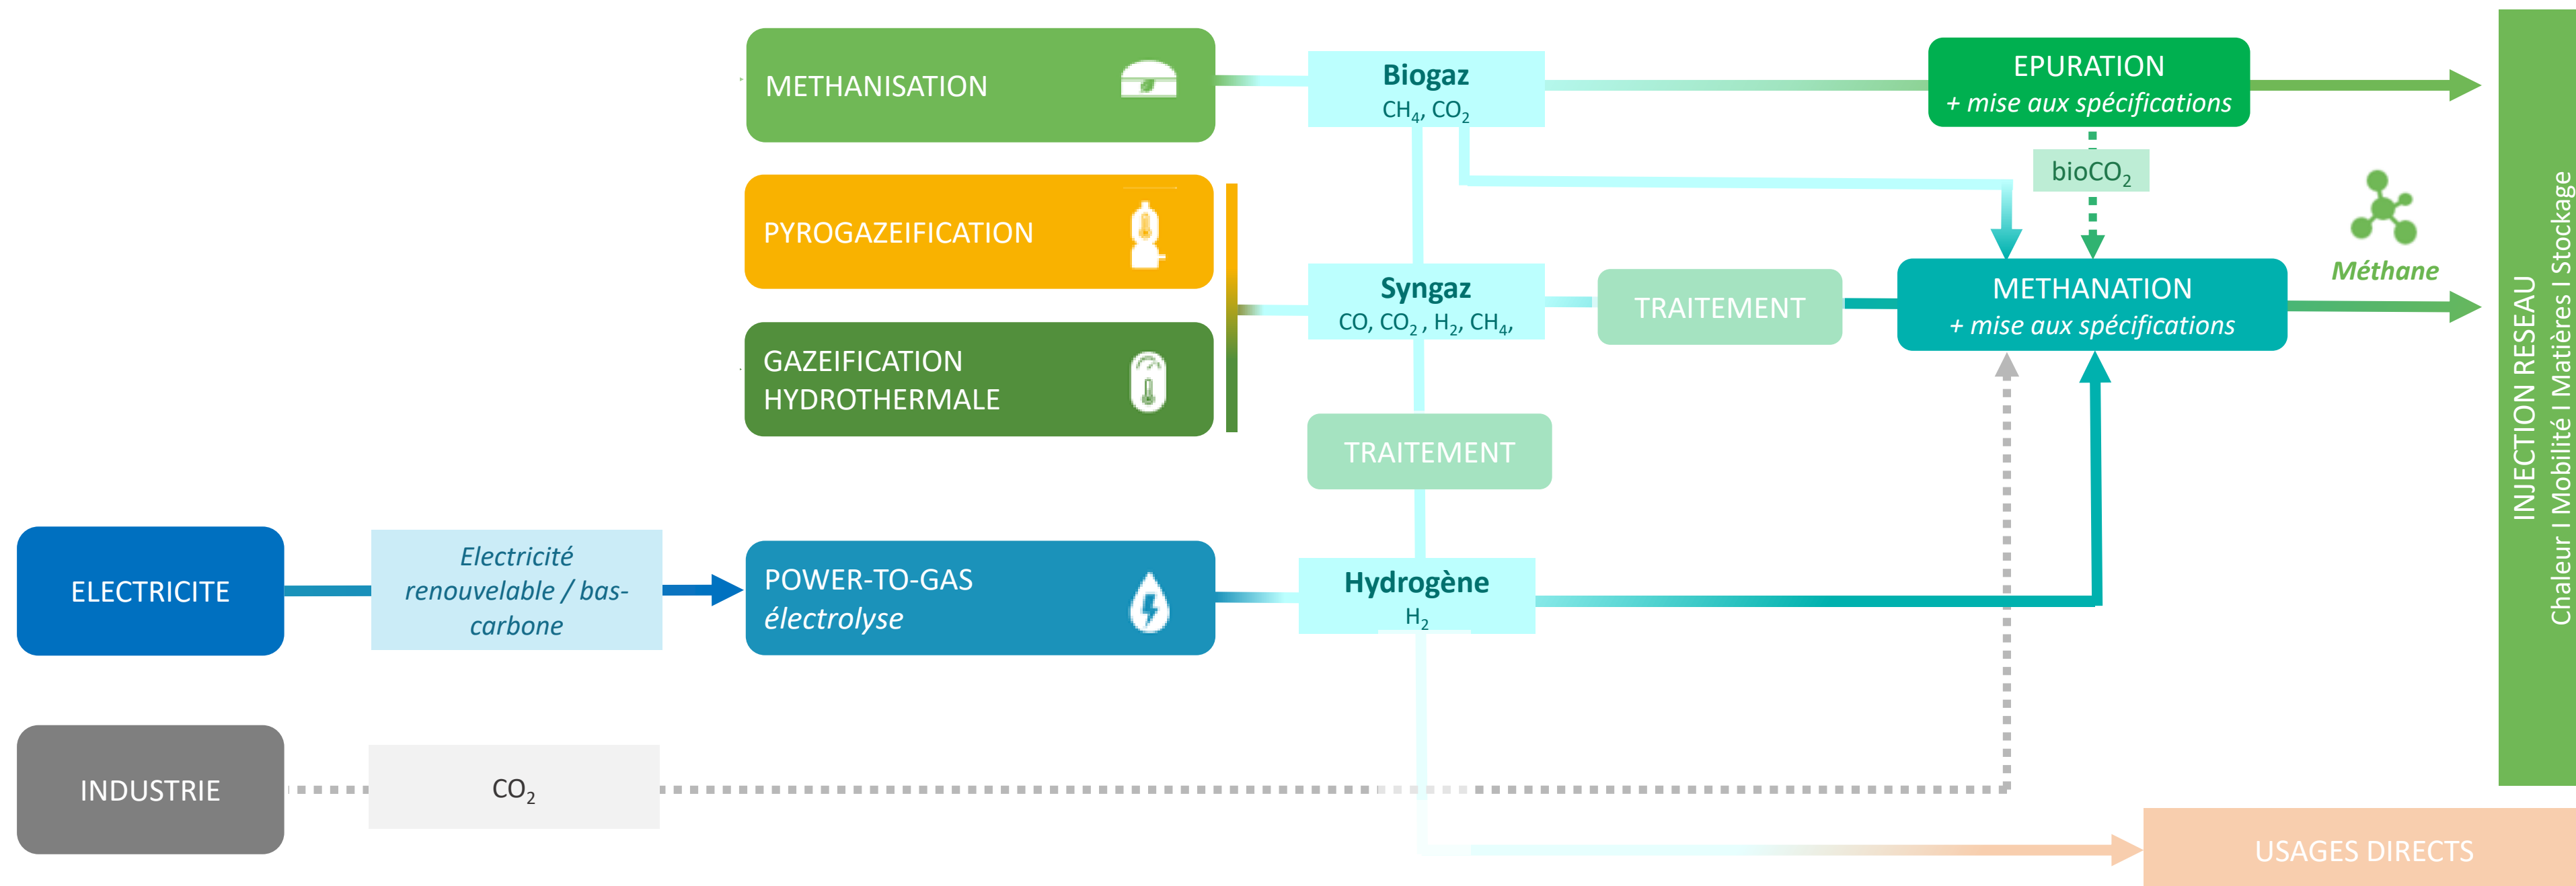 METHANISATION
Biogaz
CH₄, CO₂
EPURATION
+ mise aux spécifications
bioCO₂
PYROGAZEIFICATION
Méthane
Syngaz
CO, CO₂ , H₂, CH₄,
TRAITEMENT
METHANATION
+ mise aux spécifications
GAZEIFICATION
HYDROTHERMALE
TRAITEMENT
ELECTRICITE
Electricité
renouvelable / bas-
carbone
POWER-TO-GAS
électrolyse
Hydrogène
H₂
INDUSTRIE
CO₂
INJECTION RESEAU
Chaleur I Mobilité I Matières I Stockage
USAGES DIRECTS